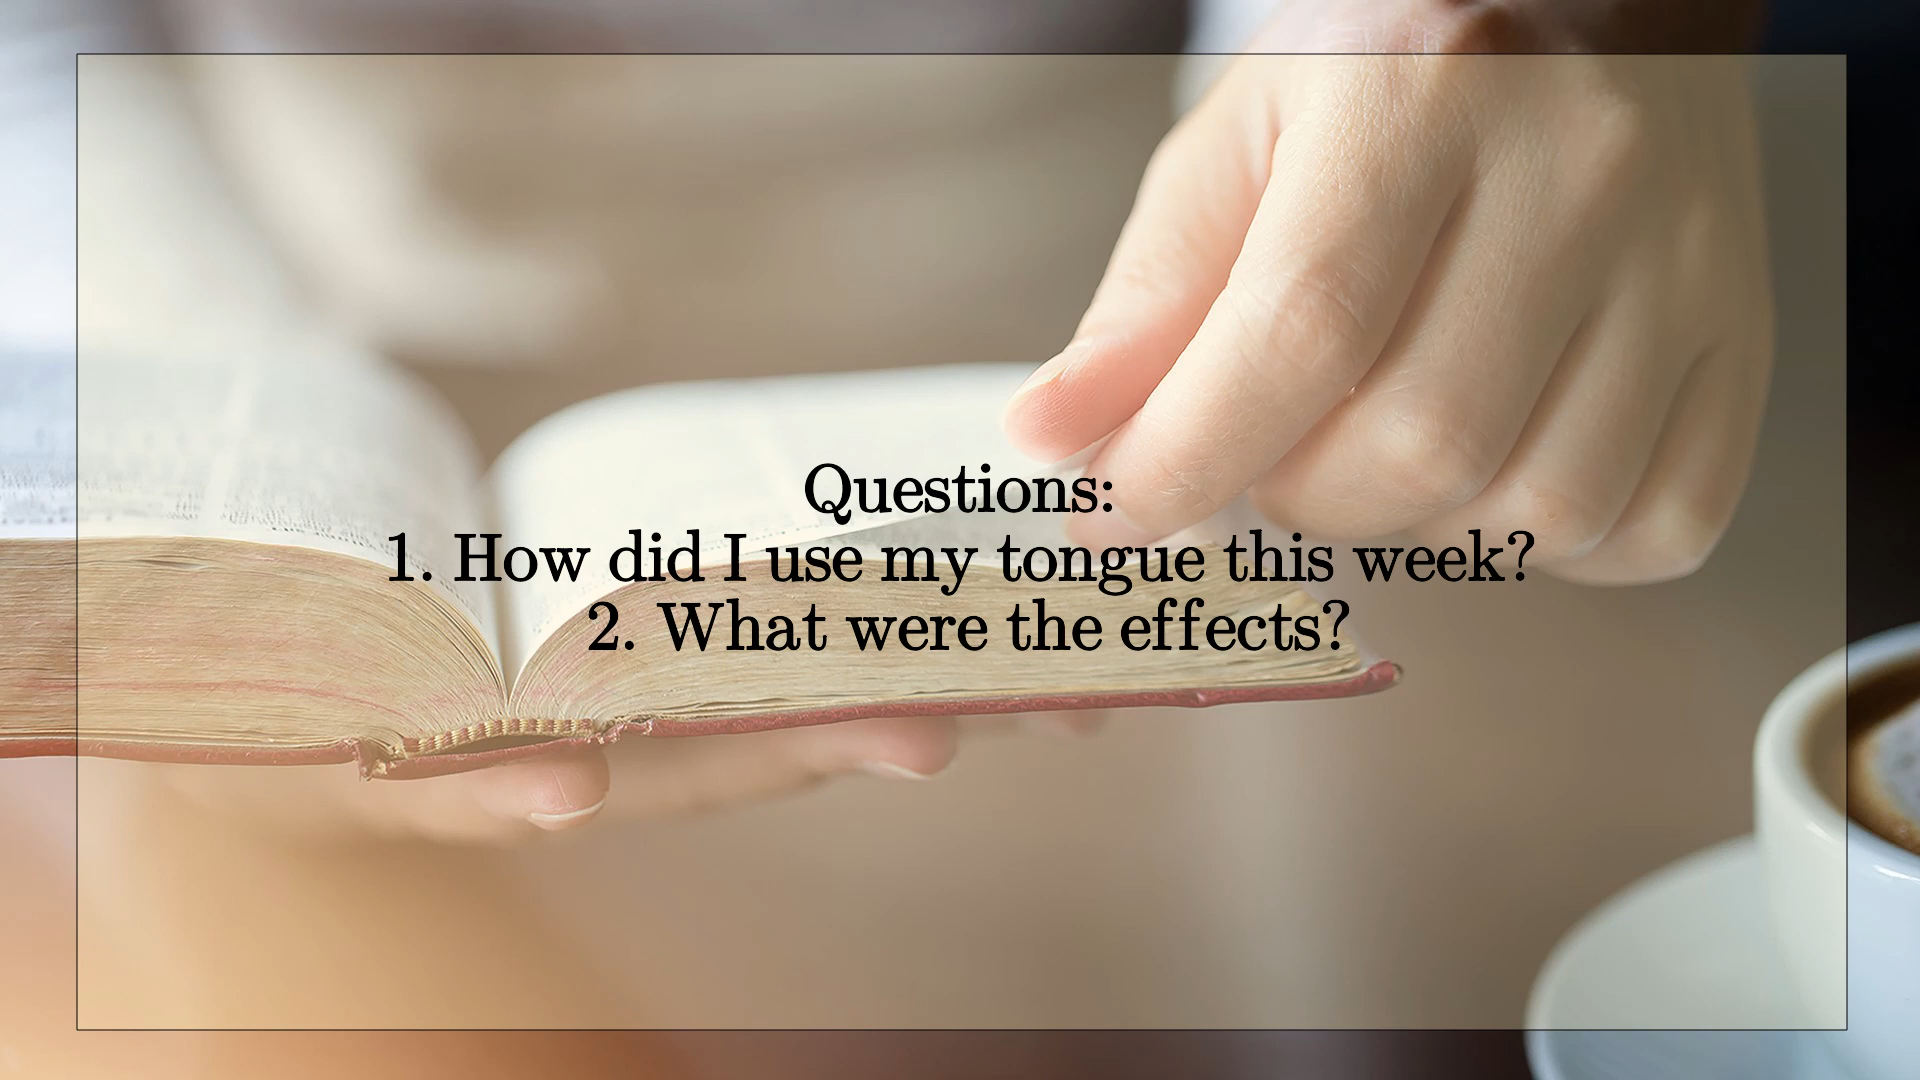 Questions:
1. How did I use my tongue this week?
2. What were the effects?